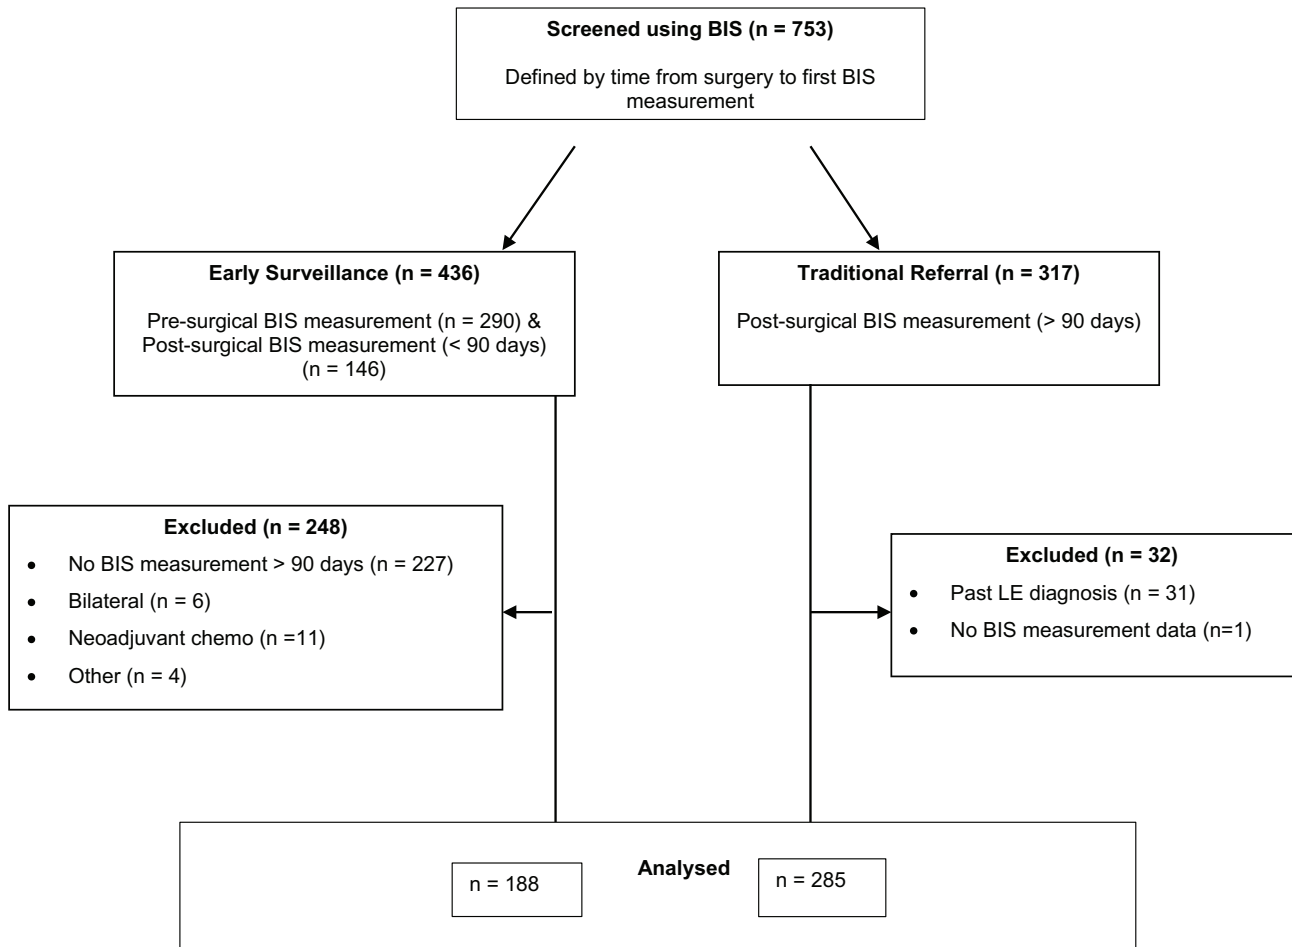 Screened using BIS (n = 753)
Defined by time from surgery to first BIS
measurement
Early Surveillance (n = 436)
Pre-surgical BIS measurement (n = 290) &
Post-surgical BIS measurement (< 90 days)
(n = 146)
Traditional Referral (n = 317)
Post-surgical BIS measurement (> 90 days)
Excluded (n = 248)
• No BIS measurement > 90 days (n = 227)
• Bilateral (n = 6)
• Neoadjuvant chemo (n =11)
• Other (n = 4)
Excluded (n = 32)
• Past LE diagnosis (n = 31)
• No BIS measurement data (n=1)
Analysed
n = 188
n = 285